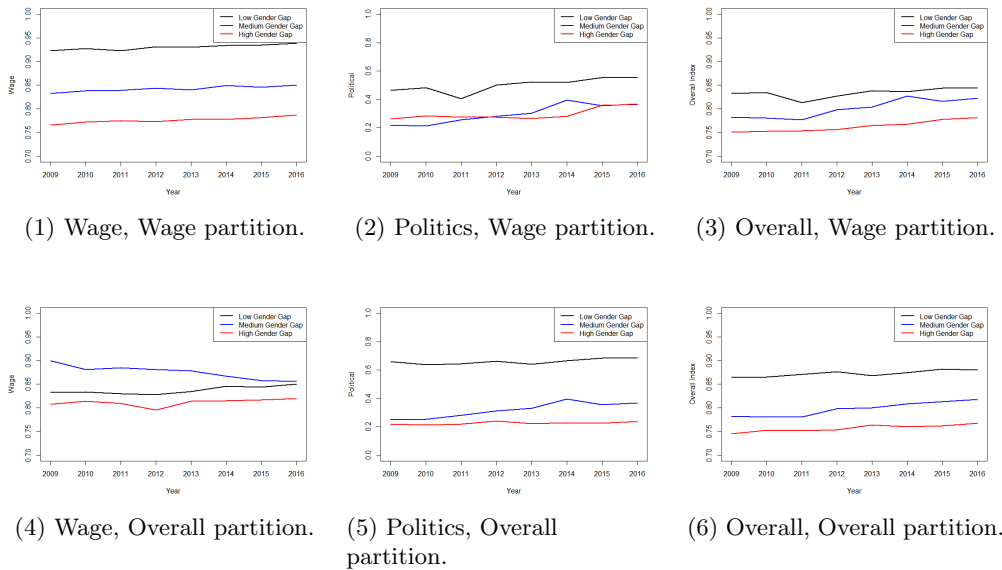 Low Gender Gap
Medium Gender Gap
High Gender Gap
Wage
1.00
0.95
0.90
0.85
0.80
0.75
0.70
2009 2010 2011 2012 2013 2014 2015 2016
Year
(1) Wage, Wage partition.
Low Gender Gap
Medium Gender Gap
High Gender Gap
Political
1.0
0.8
0.6
0.4
0.2
0.0
2009 2010 2011 2012 2013 2014 2015 2016
Year
(2) Politics, Wage partition.
Low Gender Gap
Medium Gender Gap
High Gender Gap
Overall Index
1.00
0.95
0.90
0.85
0.80
0.75
0.70
2009 2010 2011 2012 2013 2014 2015 2016
Year
(3) Overall, Wage partition.
Low Gender Gap
Medium Gender Gap
High Gender Gap
Wage
1.00
0.95
0.90
0.85
0.80
0.75
0.70
2009 2010 2011 2012 2013 2014 2015 2016
Year
(4) Wage, Overall partition.
Low Gender Gap
Medium Gender Gap
High Gender Gap
Political
1.0
0.8
0.6
0.4
0.2
0.0
2009 2010 2011 2012 2013 2014 2015 2016
Year
(5) Politics, Overall
partition.
Low Gender Gap
Medium Gender Gap
High Gender Gap
Overall Index
1.00
0.95
0.90
0.85
0.80
0.75
0.70
2009 2010 2011 2012 2013 2014 2015 2016
Year
(6) Overall, Overall partition.